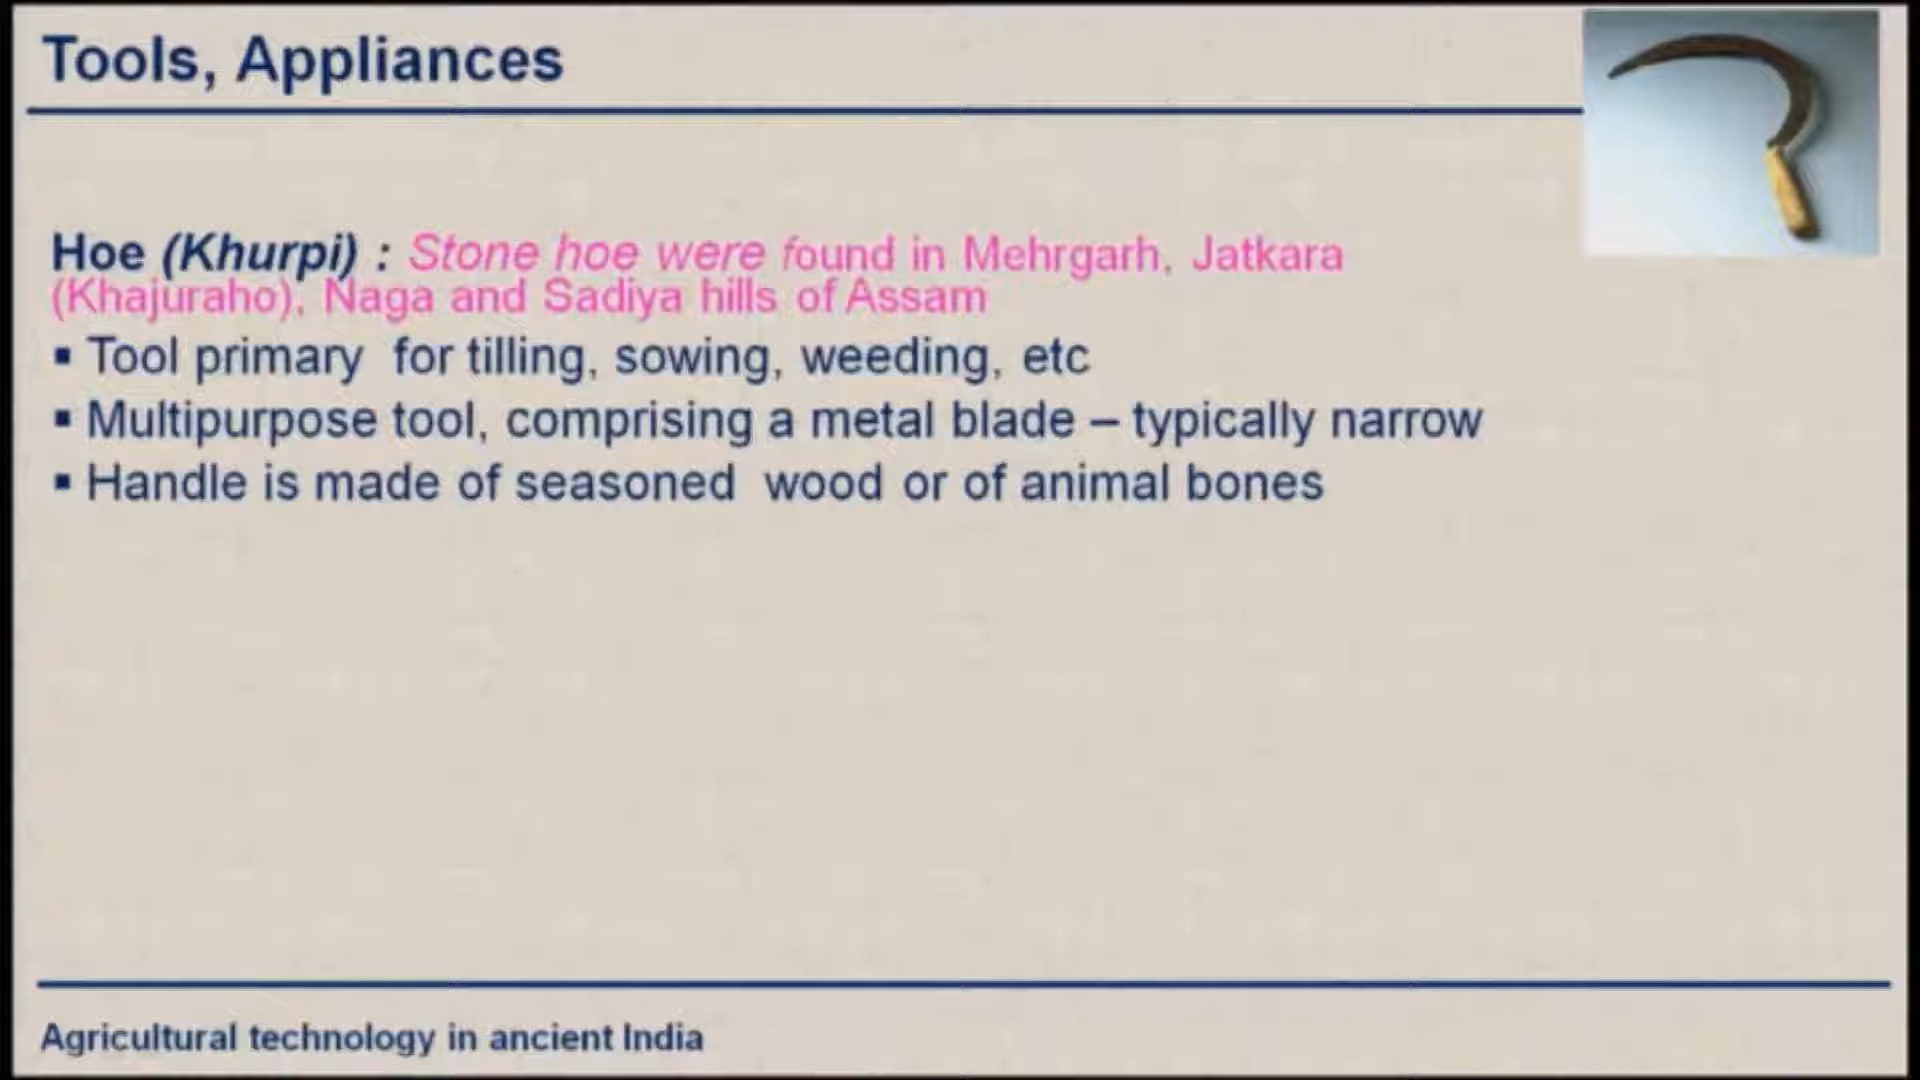 Tools, Appliances
Hoe (Khurpi) : Stone hoe were found in Mehrgarh, Jatkara
(Khajuraho), Naga and Sadiya hills of Assam
▪ Tool primary for tilling, sowing, weeding, etc
▪ Multipurpose tool, comprising a metal blade – typically narrow
▪ Handle is made of seasoned wood or of animal bones
Agricultural technology in ancient India